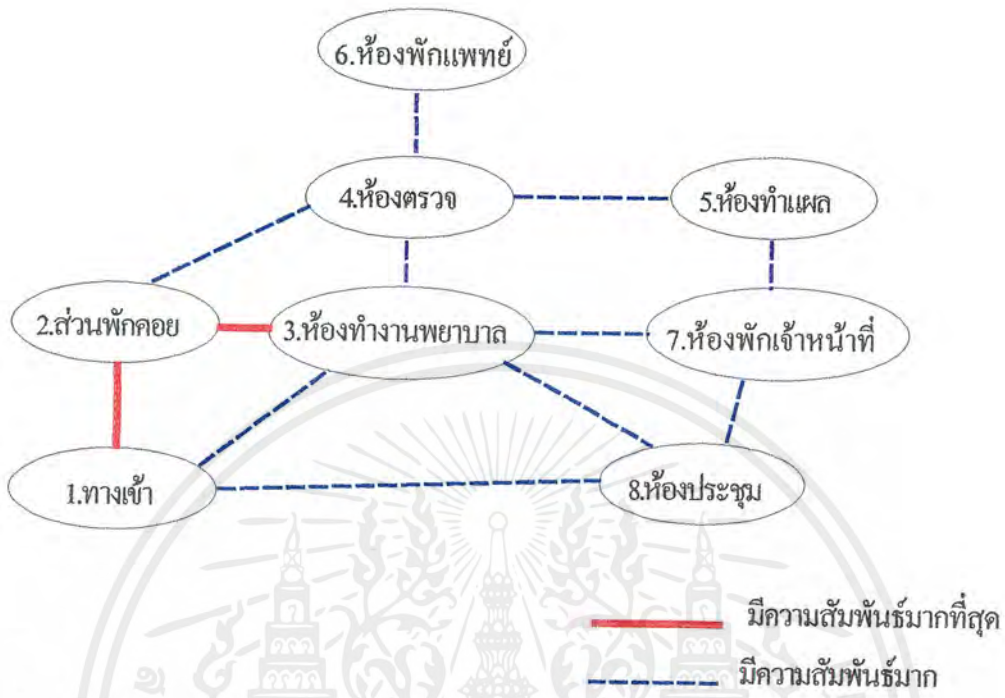 6.ห้องพักแพทย์
4.ห้องตรวจ
5.ห้องทำแผล
2.ส่วนพักคอย
3.ห้องทำงานพยาบาล
7.ห้องพักเจ้าหน้าที่
1.ทางเข้า
8.ห้องประชุม
มีความสัมพันธ์มากที่สุด
มีความสัมพันธ์มาก